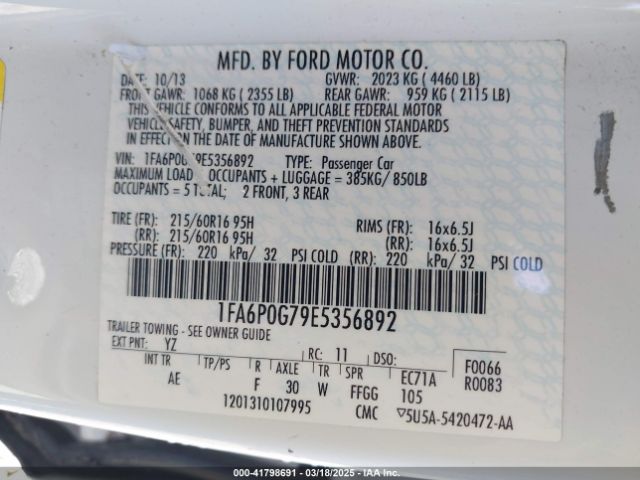 MFD. BY FORD MOTOR CO.
DATE: 10/13 GVWR: 2023 KG ( 4460 LB)
FRONT GAWR: 1068 KG ( 2355 LB) REAR GAWR: 959 KG ( 2115 LB)
THIS VEHICLE CONFORMS TO ALL APPLICABLE FEDERAL MOTOR
VEHICLE SAFETY, BUMPER, AND THEFT PREVENTION STANDARDS
IN EFFECT ON THE DATE OF MANUFACTURE SHOWN ABOVE.
VIN: 1FA6P0G79E5356892 TYPE: Passenger Car
MAXIMUM LOAD OCCUPANTS + LUGGAGE = 385KG/ 850LB
OCCUPANTS = 5 TOTAL; 2 FRONT, 3 REAR
TIRE (FR): 215/60R16 95H RIMS (FR): 16x6.5J
(RR): 215/60R16 95H (RR): 16x6.5J
PRESSURE (FR): 220 kPa/ 32 PSI COLD (RR): 220 kPa/ 32 PSI COLD
1FA6P0G79E5356892
TRAILER TOWING - SEE OWNER GUIDE
EXT PNT: YZ RC: 11 DSO: F0066
INT TR TP/PS R AXLE TR SPR EC71A R0083
AE F 30 W FFGG 105
1201310107995 CMC ▽5U5A-5420472-AA
000-41798691 - 03/18/2025 - IAA Inc.